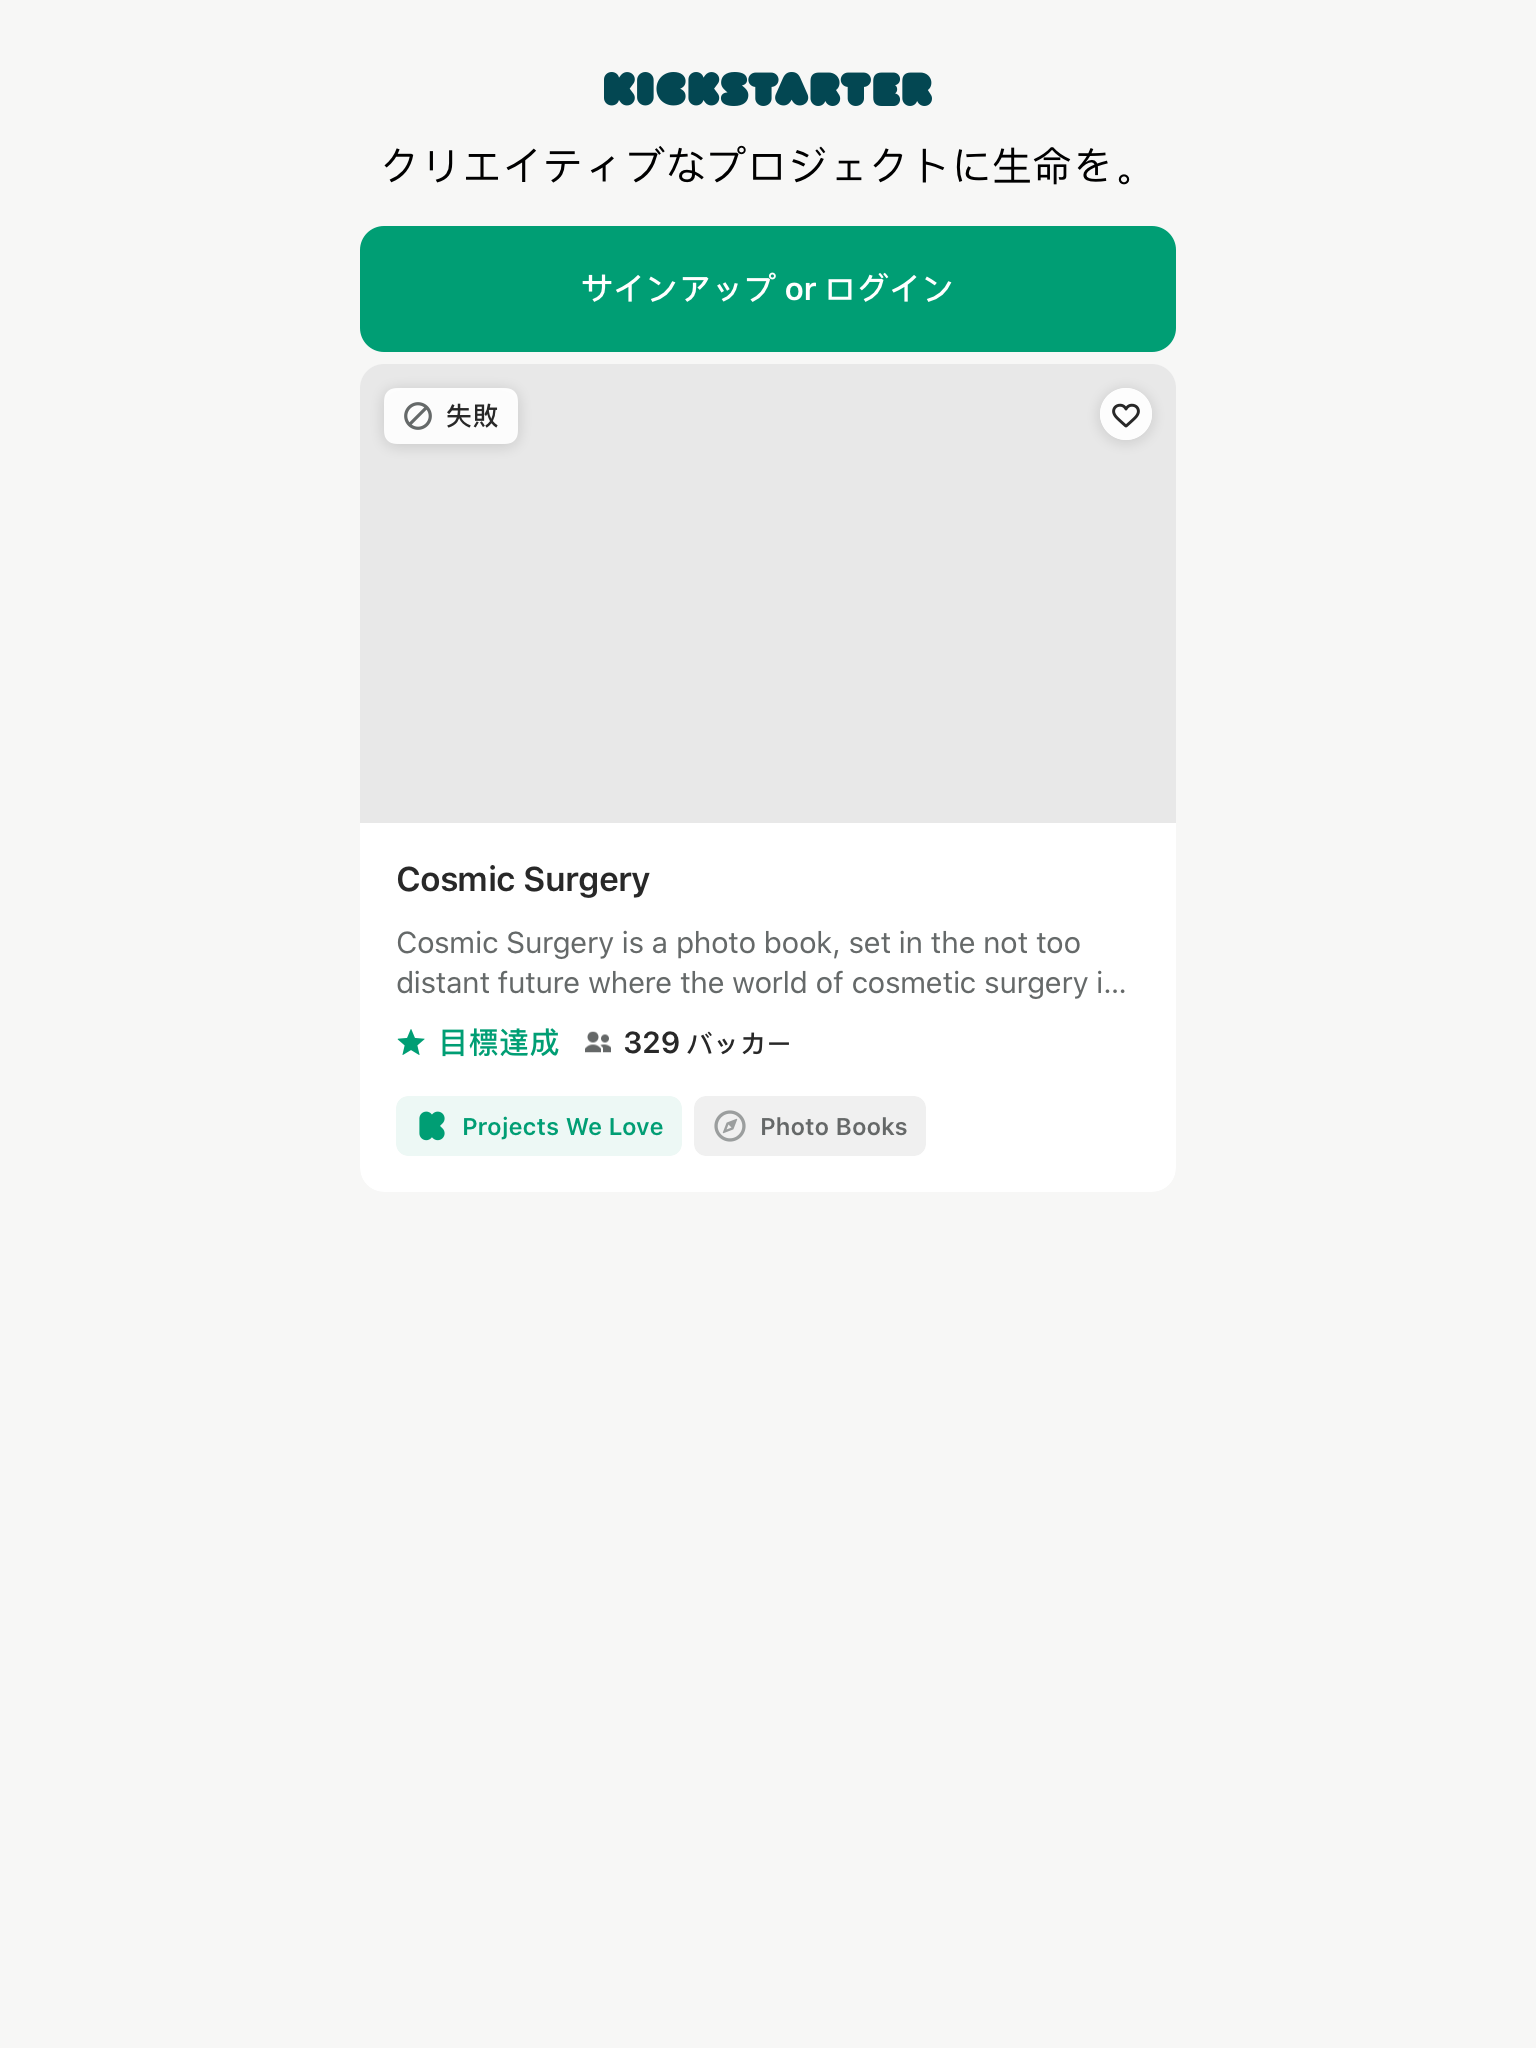 KICKSTARTER
クリエイティブなプロジェクトに生命を。
サインアップ or ログイン
失敗
Cosmic Surgery
Cosmic Surgery is a photo book, set in the not too
distant future where the world of cosmetic surgery i...
目標達成 329 バッカー
Projects We Love Photo Books